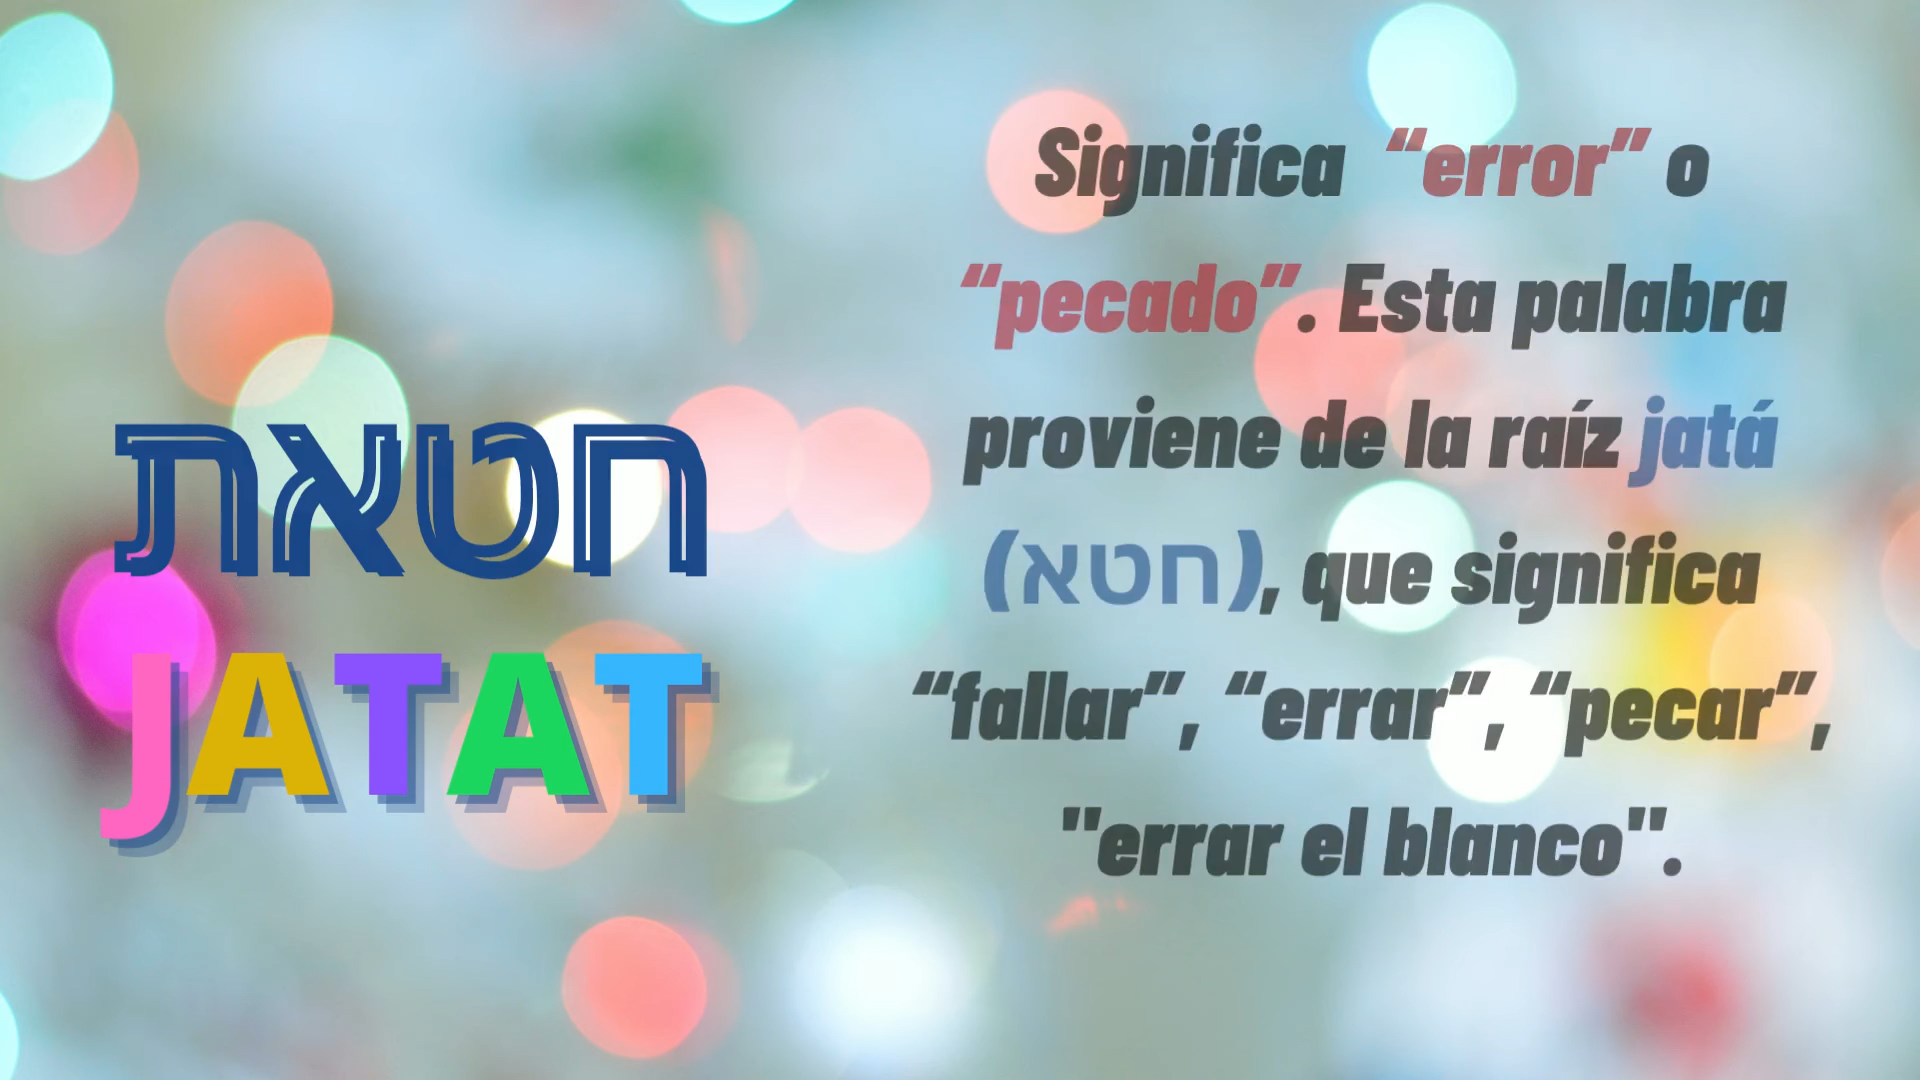 חטאת
JATAT
Significa “error” o
“pecado”. Esta palabra
proviene de la raíz jatá
(חטא), que significa
“fallar”, “errar”, “pecar”,
"errar el blanco".